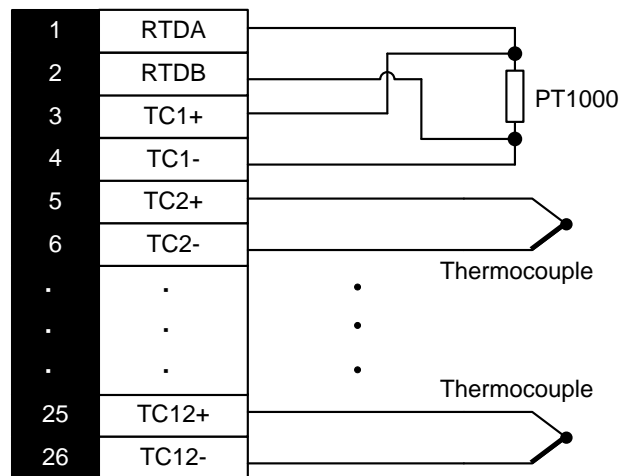 1 RTDA
2 RTDB
3 TC1+
PT1000
4 TC1-
5 TC2+
6 TC2-
Thermocouple
. .
. .
. .
Thermocouple
25 TC12+
26 TC12-